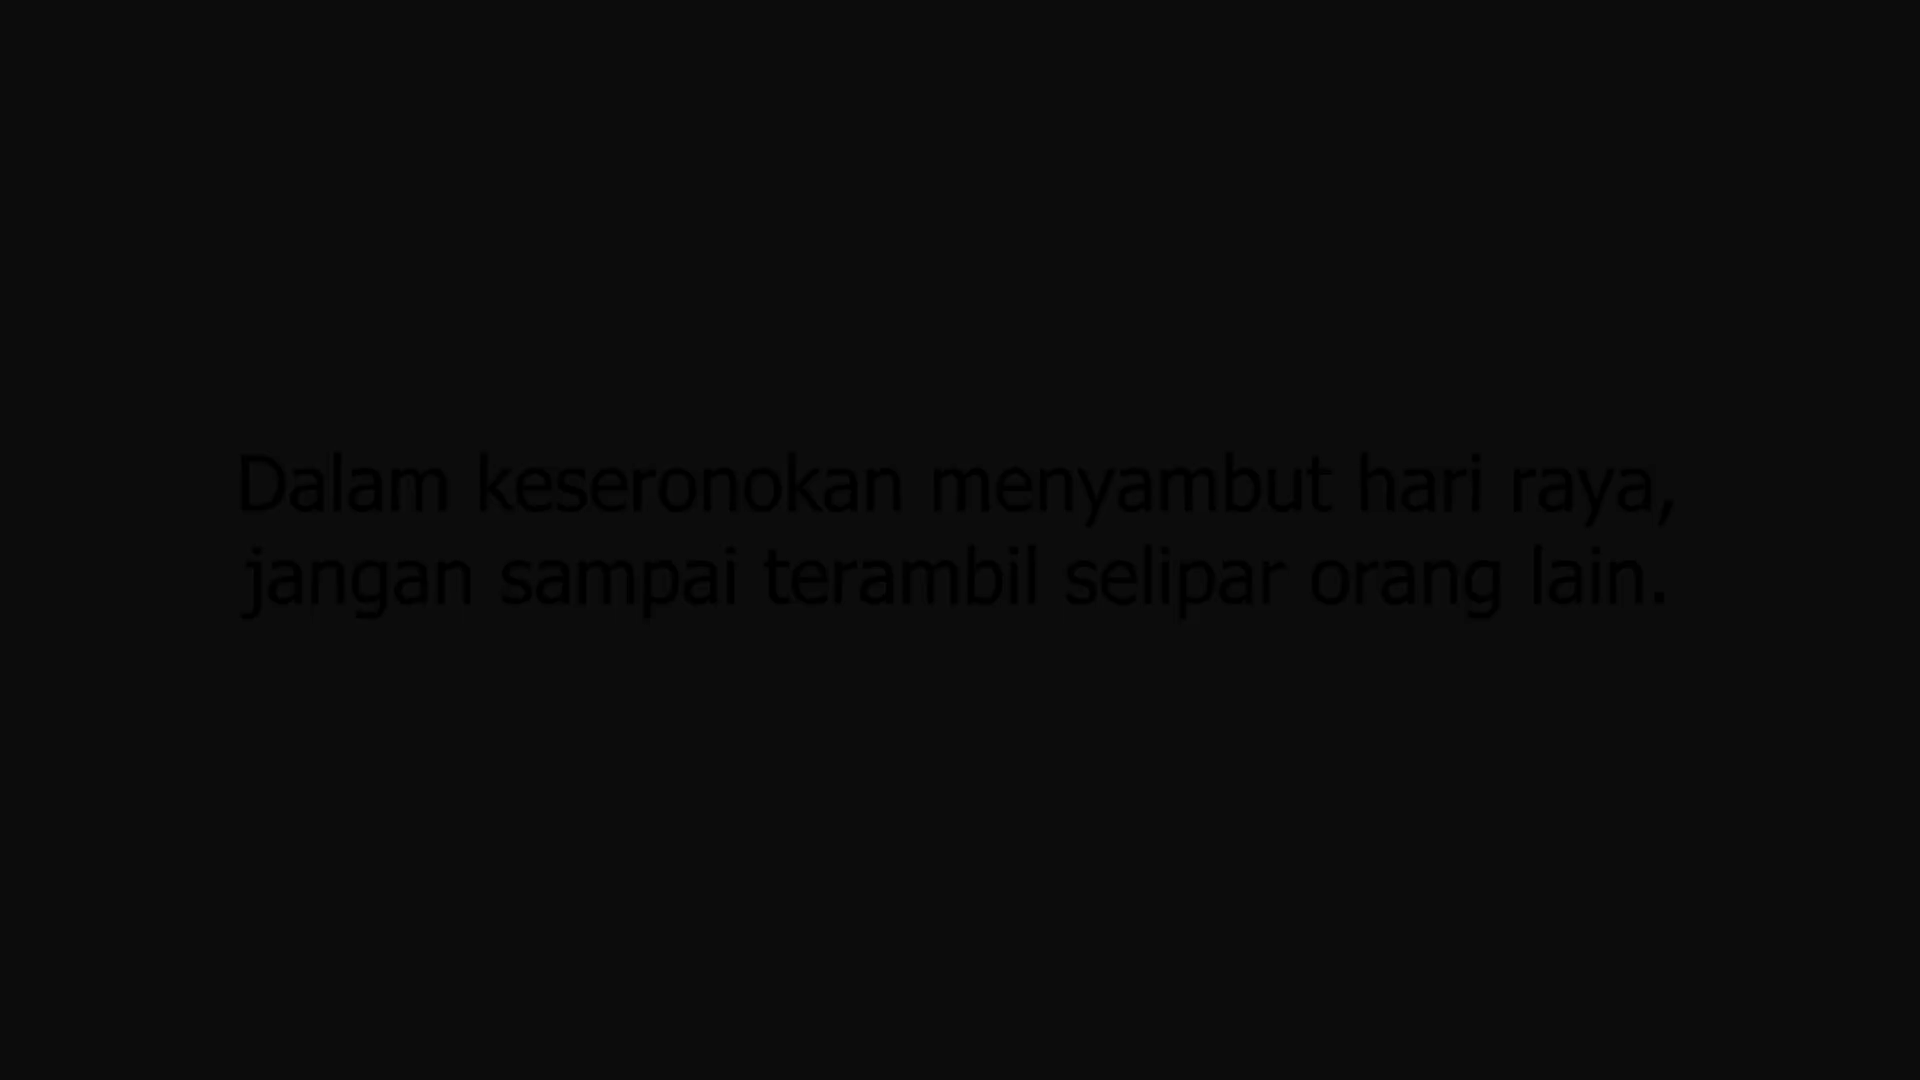 Dalam keseronokan menyambut hari raya,
jangan sampai terambil selipar orang lain.